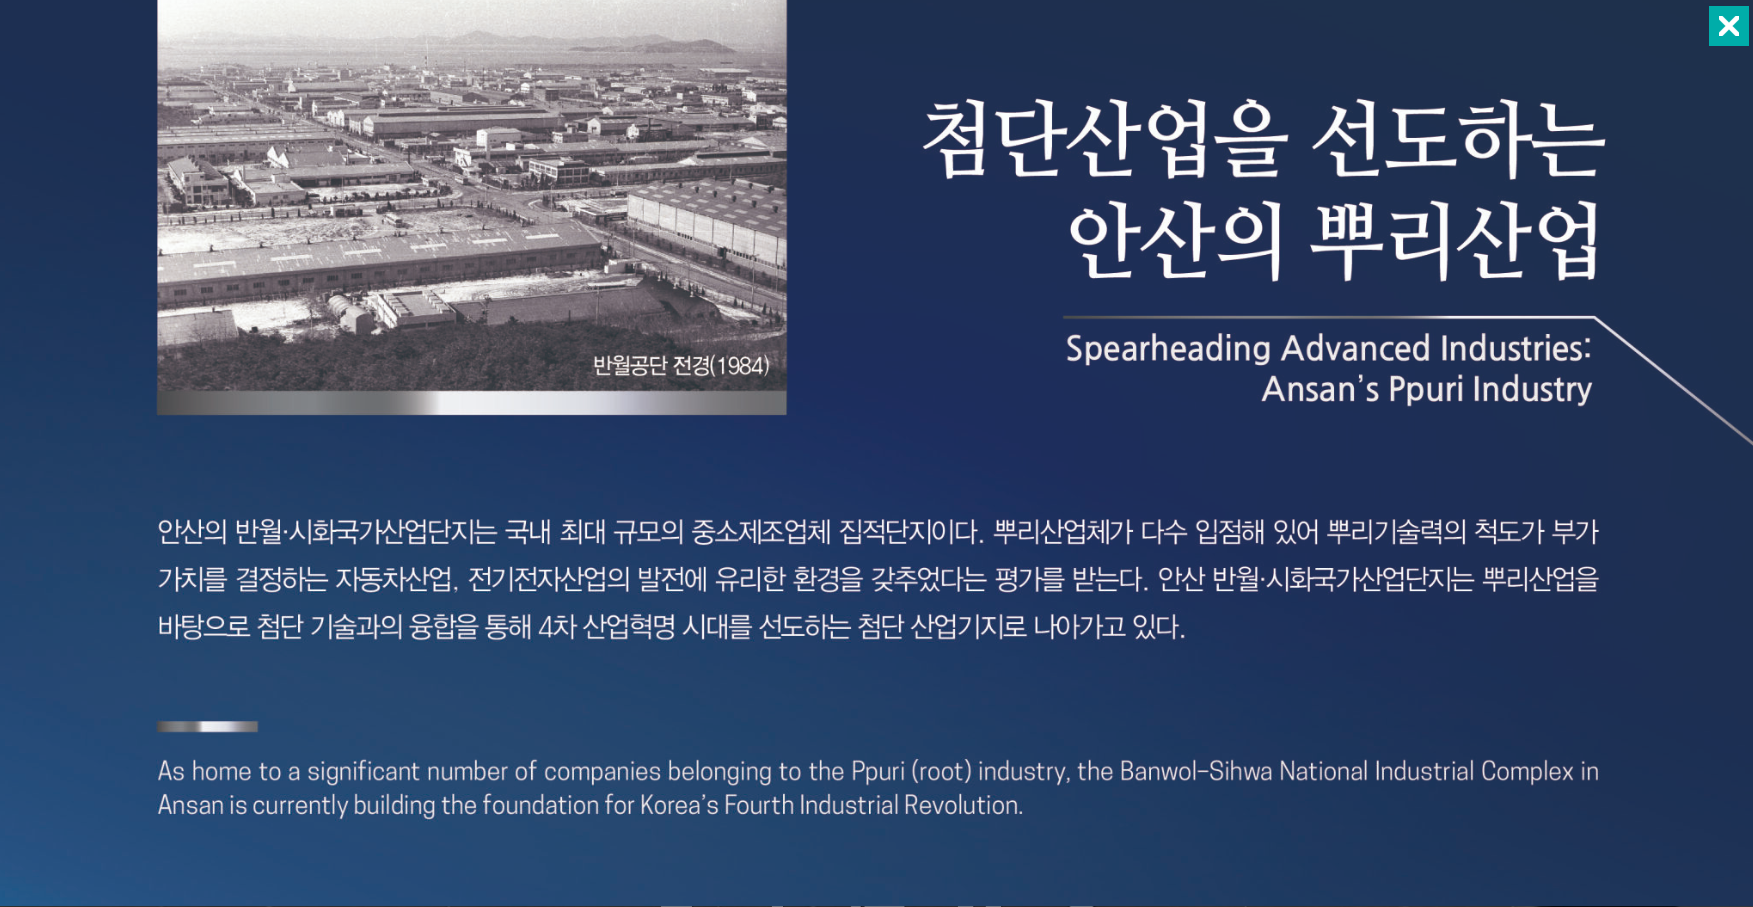 첨단산업을 선도하는
안산의 뿌리산업
Spearheading Advanced Industries:
Ansan's Ppuri Industry
반월공단 전경(1984)
안산의 반월·시화국가산업단지는 국내 최대 규모의 중소제조업체 집적단지이다. 뿌리산업체가 다수 입점해 있어 뿌리기술력의 척도가 부가
가치를 결정하는 자동차산업, 전기전자산업의 발전에 유리한 환경을 갖추었다는 평가를 받는다. 안산 반월·시화국가산업단지는 뿌리산업을
바탕으로 첨단 기술과의 융합을 통해 4차 산업혁명 시대를 선도하는 첨단 산업기지로 나아가고 있다.
As home to a significant number of companies belonging to the Ppuri (root) industry, the Banwol-Sihwa National Industrial Complex in
Ansan is currently building the foundation for Korea's Fourth Industrial Revolution.